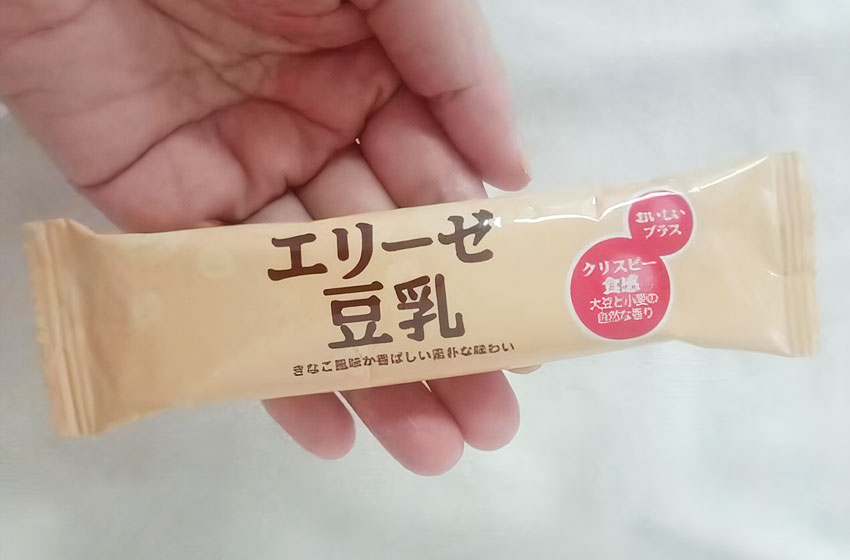 エリーゼ
豆乳
きなこ風味が香ばしい素朴な味わい
おいしい
プラス
クリスピー
食感
大豆と小麦の
自然な香り